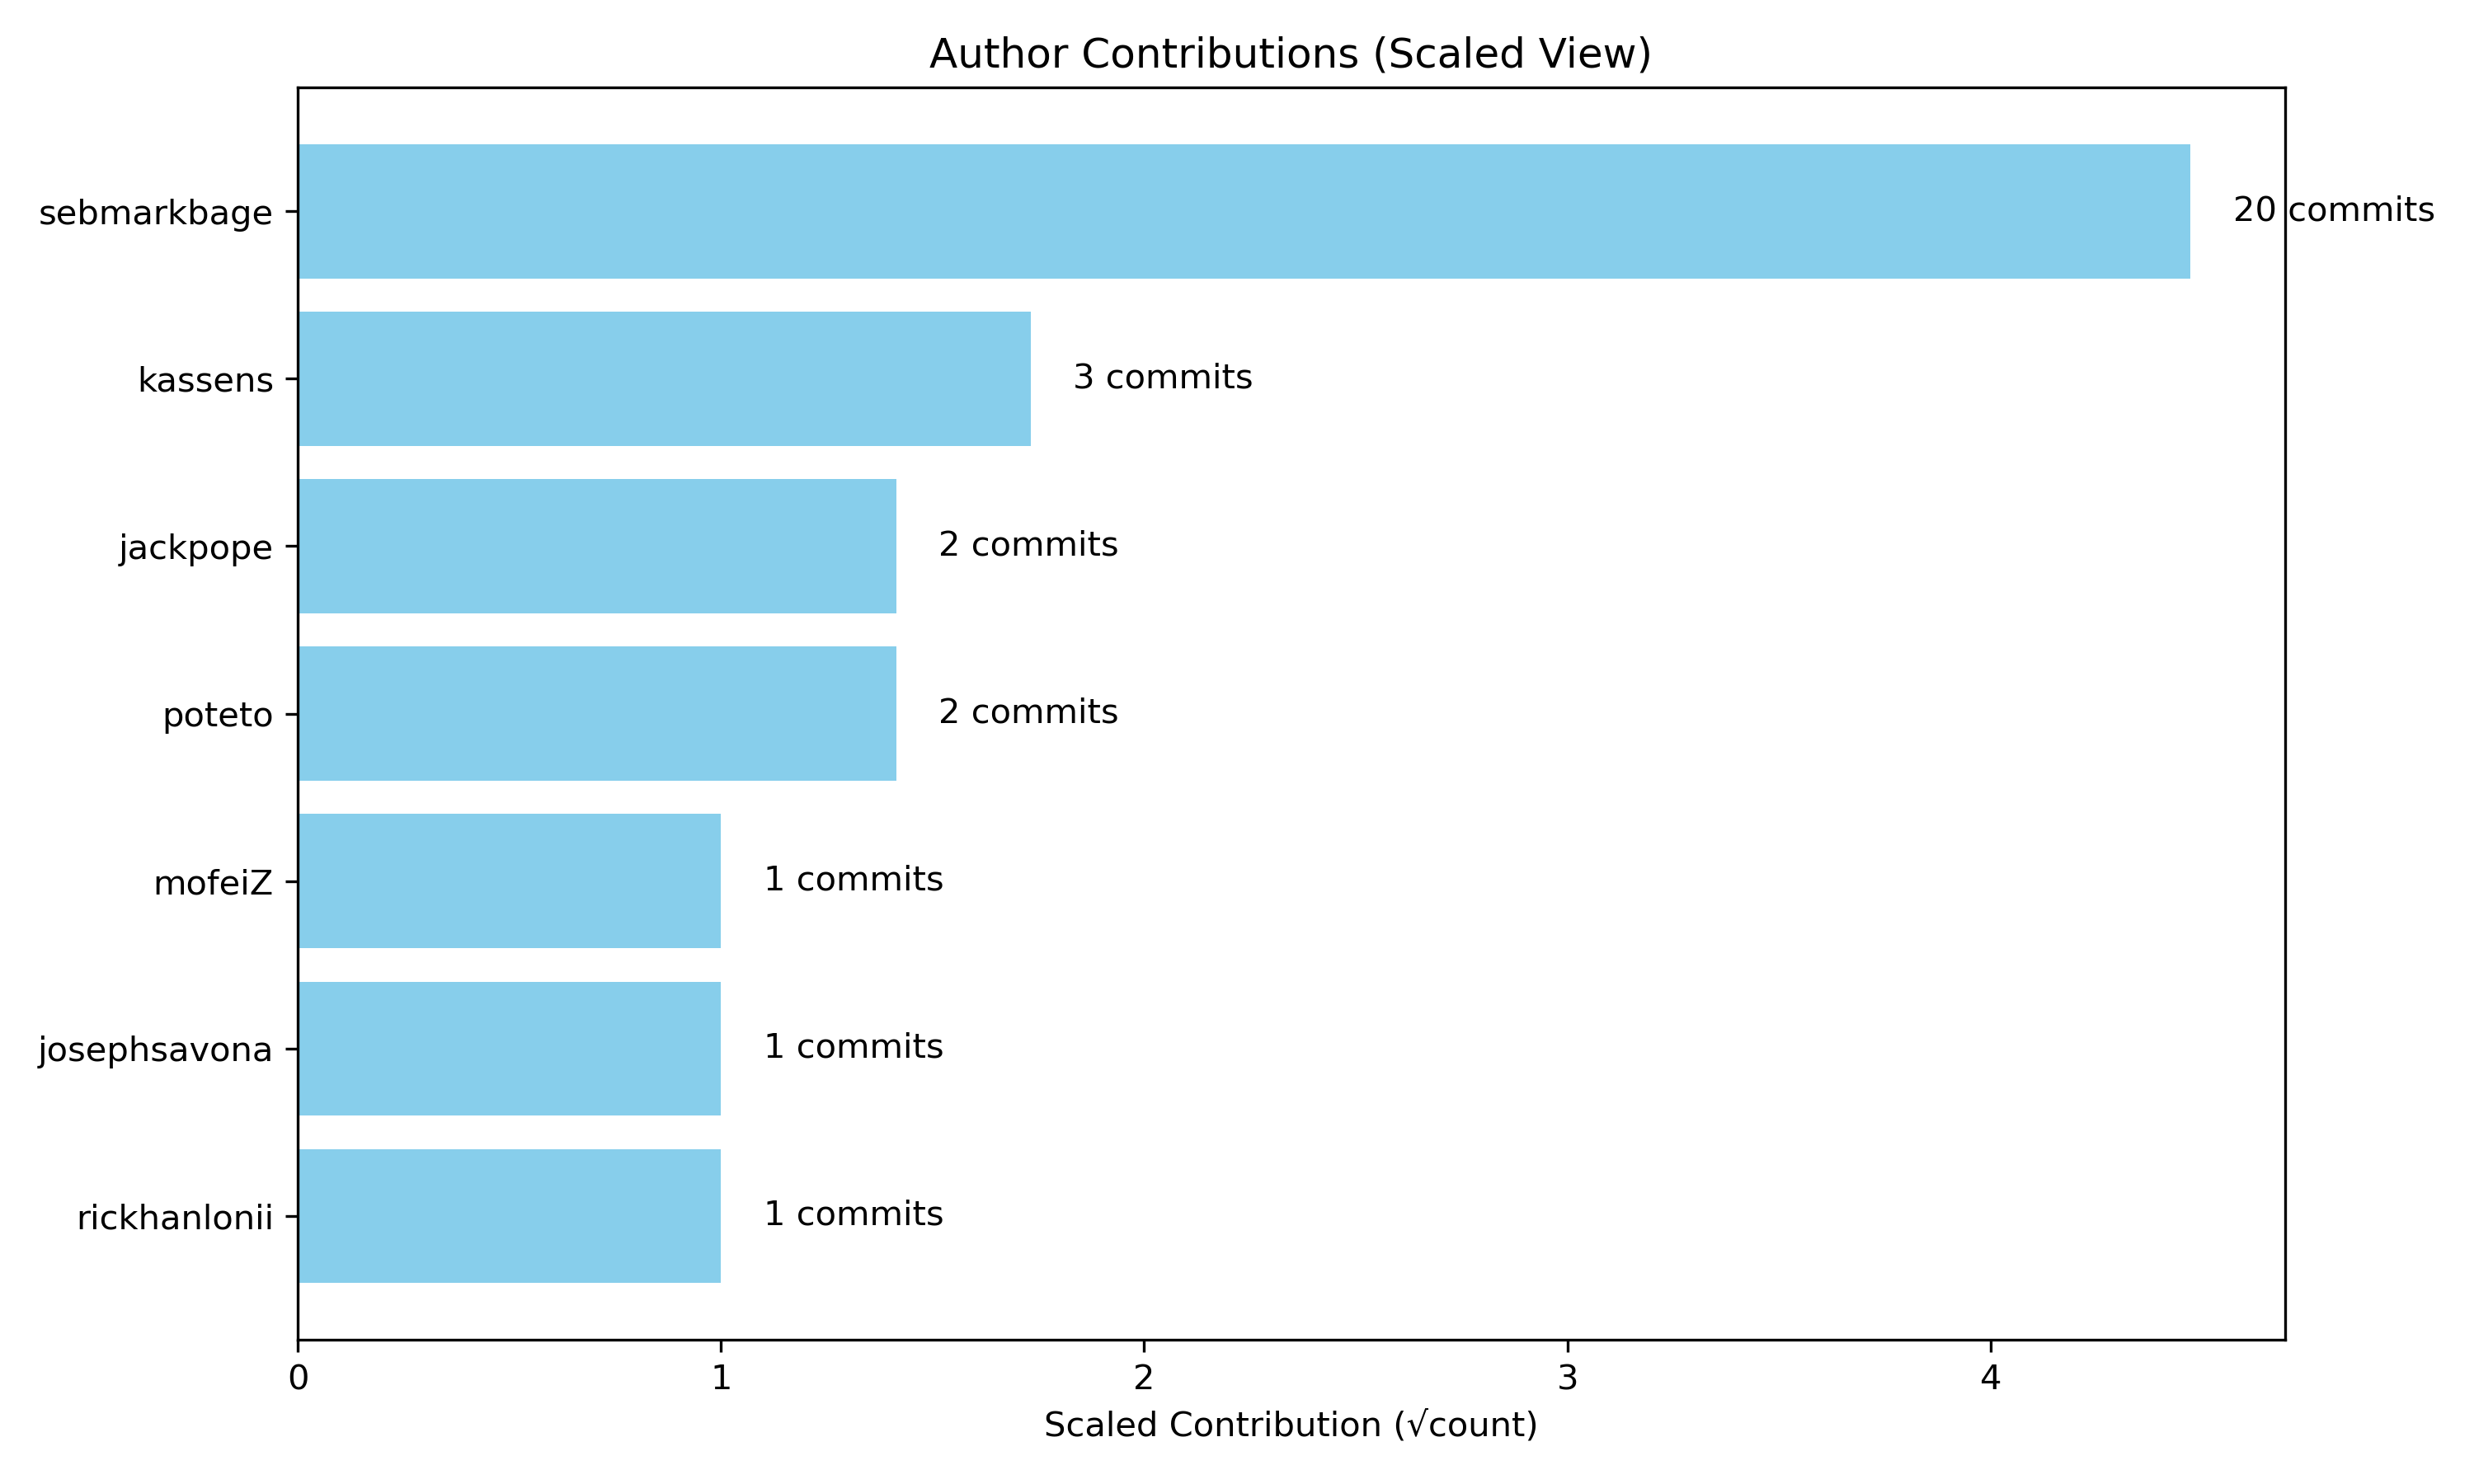 Author Contributions (Scaled View)
sebmarkbage
20 commits
kassens
3 commits
jackpope
2 commits
poteto
2 commits
mofeiZ
1 commits
josephsavona
1 commits
rickhanlonii
1 commits
0 1 2 3 4
Scaled Contribution (√count)